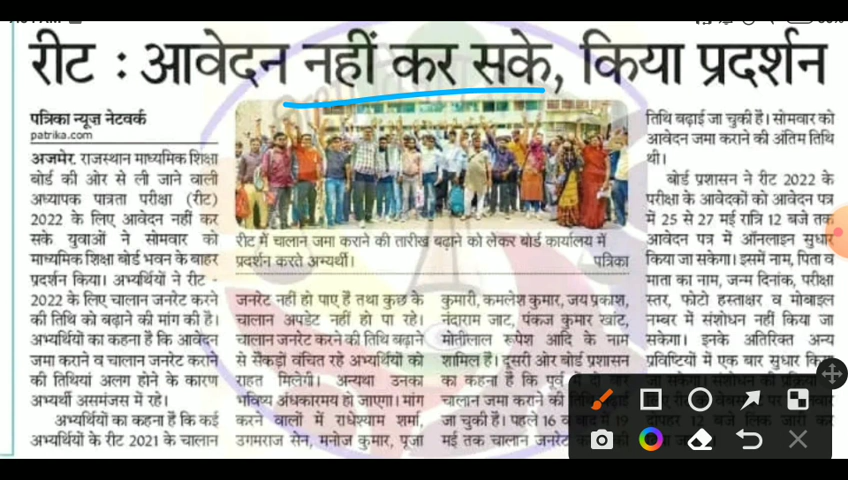 रीट : आवेदन नहीं कर सके, किया प्रदर्शन
पत्रिका न्यूज नेटवर्क
patrika.com
अजमेर. राजस्थान माध्यमिक शिक्षा
बोर्ड की ओर से ली जाने वाली
अध्यापक पात्रता परीक्षा (रीट)
2022 के लिए आवेदन नहीं कर
सके युवाओं ने सोमवार को
माध्यमिक शिक्षा बोर्ड भवन के बाहर
प्रदर्शन किया। अभ्यर्थियों ने रीट -
2022 के लिए चालान जनरेट करने
की तिथि को बढ़ाने की मांग की है।
अभ्यर्थियों का कहना है कि आवेदन
जमा कराने व चालान जनरेट कराने
की तिथियां अलग होने के कारण
अभ्यर्थी असमंजस में रहे।
अभ्यर्थियों का कहना है कि कई
अभ्यर्थियों के रीट 2021 के चालान
रीट में चालान जमा कराने की तारीख बढ़ाने को लेकर बोर्ड कार्यालय में
प्रदर्शन करते अभ्यर्थी।
पत्रिका
जनरेट नहीं हो पाए हैं तथा कुछ के
चालान अपडेट नहीं हो पा रहे।
चालान जनरेट करने की तिथि बढ़ाने
से सैंकड़ों वंचित रहे अभ्यर्थियों को
राहत मिलेगी। अन्यथा उनका
भविष्य अंधकारमय हो जाएगा। मांग
करने वालों में राधेश्याम शर्मा,
उगमराज सेन, मनोज कुमार, पूजा
कुमारी, कमलेश कुमार, जय प्रकाश,
नंदाराम जाट, पंकज कुमार खांट,
मोतीलाल रूपेश आदि के नाम
शामिल हैं। दूसरी ओर बोर्ड प्रशासन
का कहना है कि पूर्व में दो बार
चालान जमा कराने की तिथि बढ़ाई
जा चुकी है। पहले 16 व बाद में 19
मई तक चालान जनरेट
तिथि बढ़ाई जा चुकी है। सोमवार को
आवेदन जमा कराने की अंतिम तिथि
थी।
बोर्ड प्रशासन ने रीट 2022 के
परीक्षा के आवेदकों को आवेदन पत्र
में 25 से 27 मई रात्रि 12 बजे तक
आवेदन पत्र में ऑनलाइन सुधार
किया जा सकेगा। इसमें नाम, पिता व
माता का नाम, जन्म दिनांक, परीक्षा
स्तर, फोटो हस्ताक्षर व मोबाइल
नम्बर में संशोधन नहीं किया जा
सकेगा। इनके अतिरिक्त अन्य
प्रविष्टियों में एक बार सुधार किया
जा सकेगा। संशोधन की प्रक्रिया